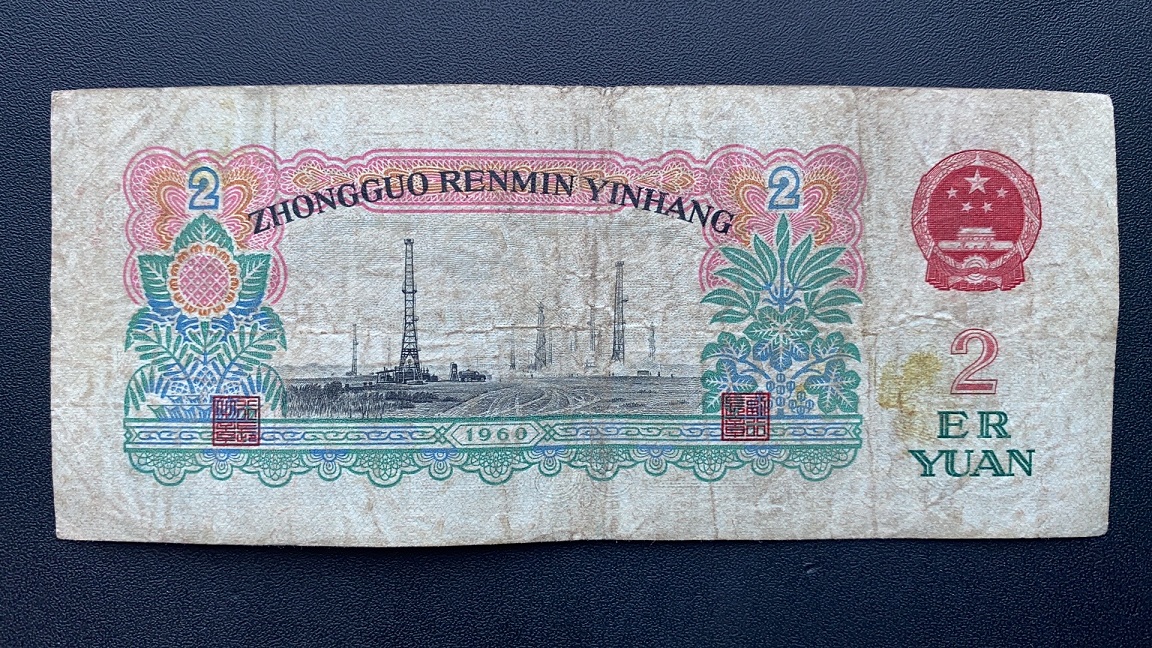 ZHONGGUO RENMIN YINHANG
2
2
1960
2
ER
YUAN